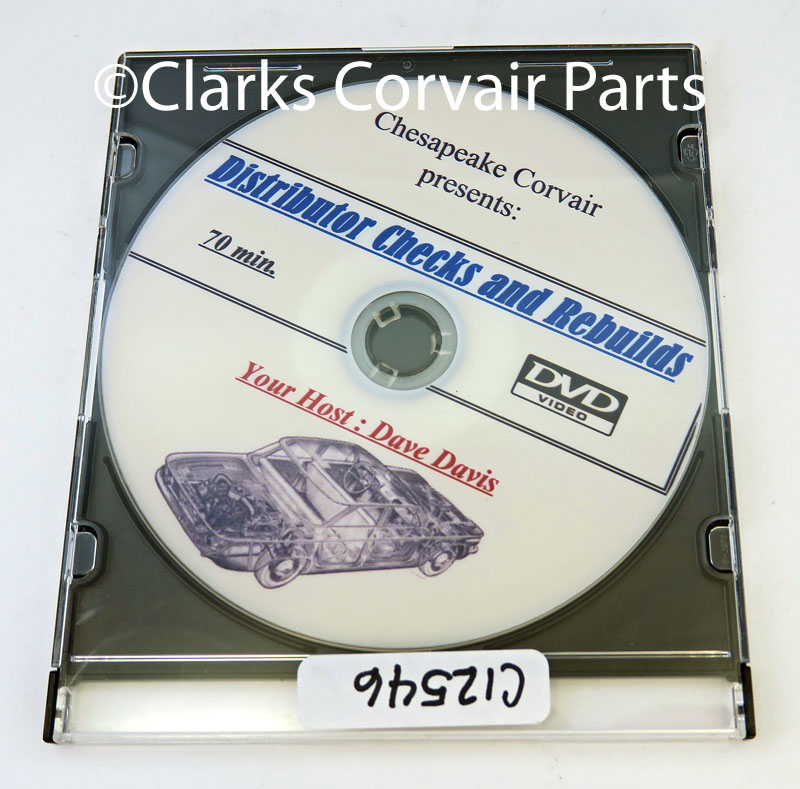 ©Clarks Corvair Parts
Chesapeake Corvair
presents:
Distributor Checks and Rebuilds
70 min.
DVD
VIDEO
Your Host : Dave Davis
C12546